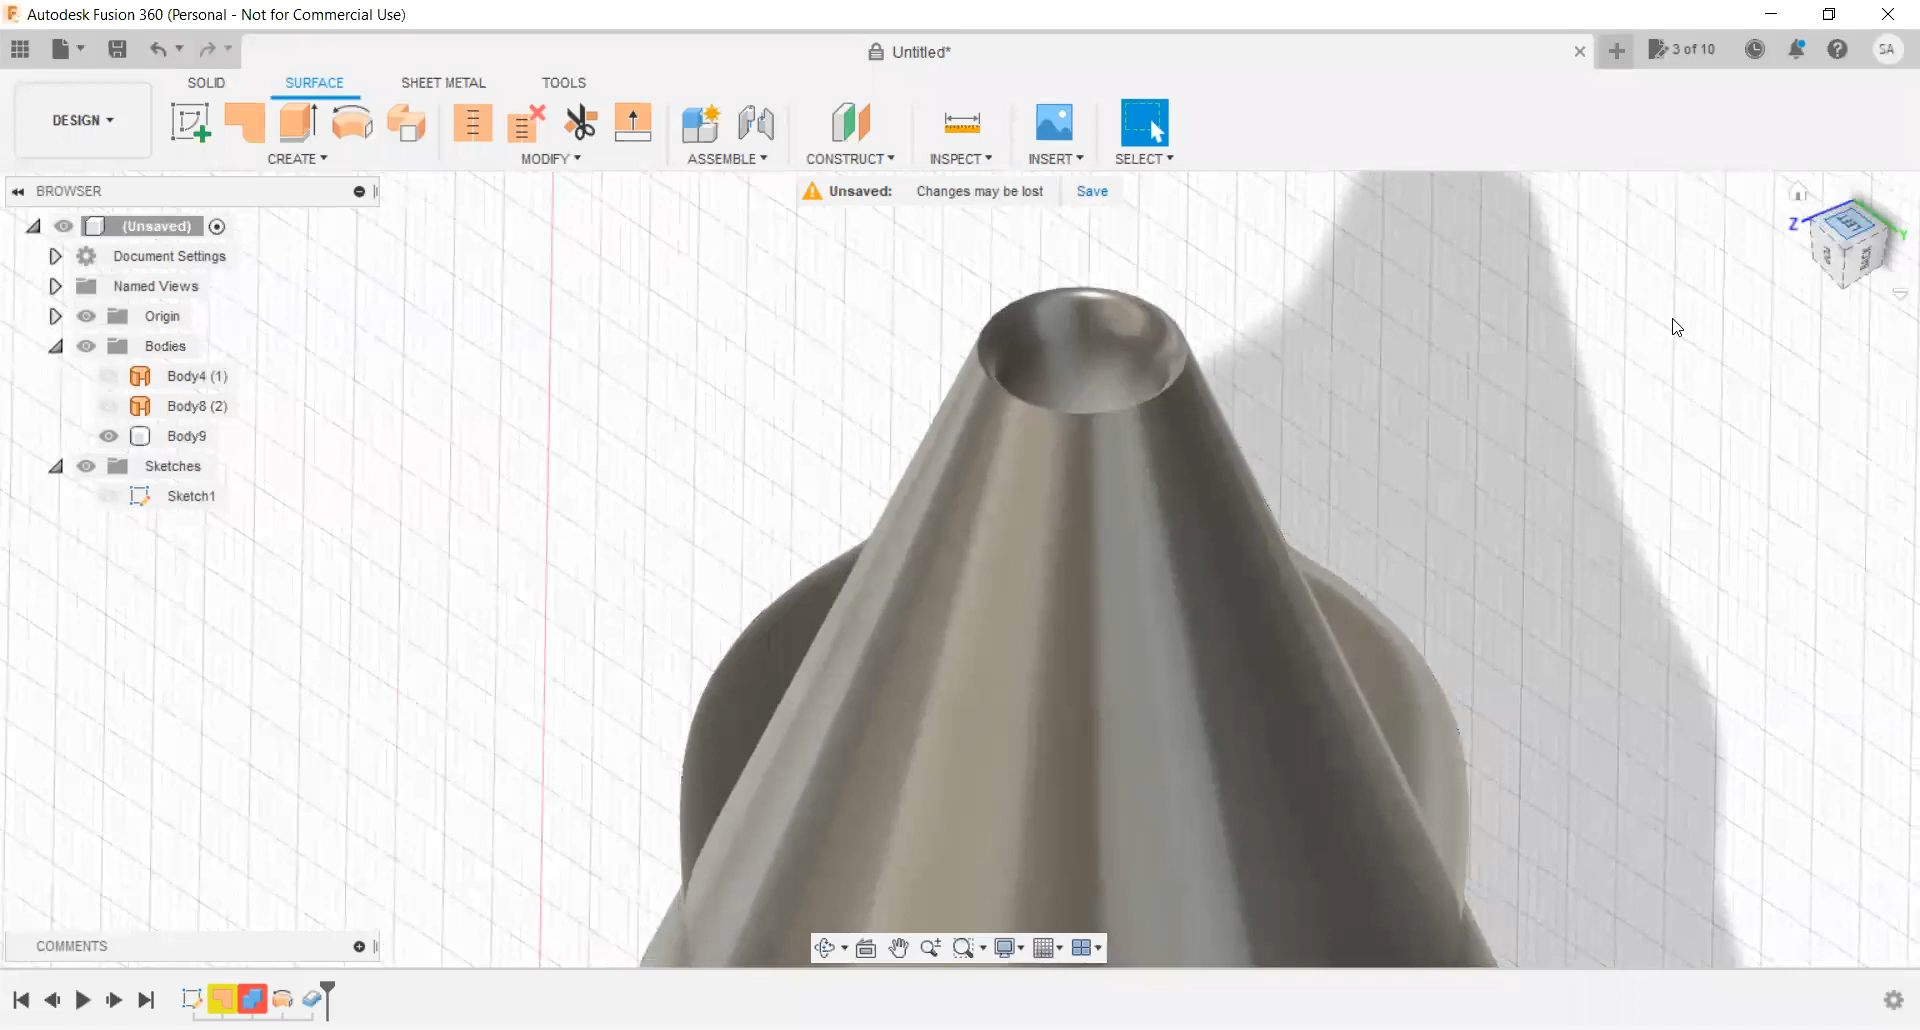 Autodesk Fusion 360 (Personal - Not for Commercial Use)
Untitled*
3 of 10
SA
SOLID
SURFACE
SHEET METAL
TOOLS
DESIGN
CREATE
MODIFY
ASSEMBLE
CONSTRUCT
INSPECT
INSERT
SELECT
BROWSER
Unsaved: Changes may be lost Save
(Unsaved)
Document Settings
Named Views
Origin
Bodies
Body4 (1)
Body8 (2)
Body9
Sketches
Sketch1
Z
Y
LEFT
BACK
COMMENTS